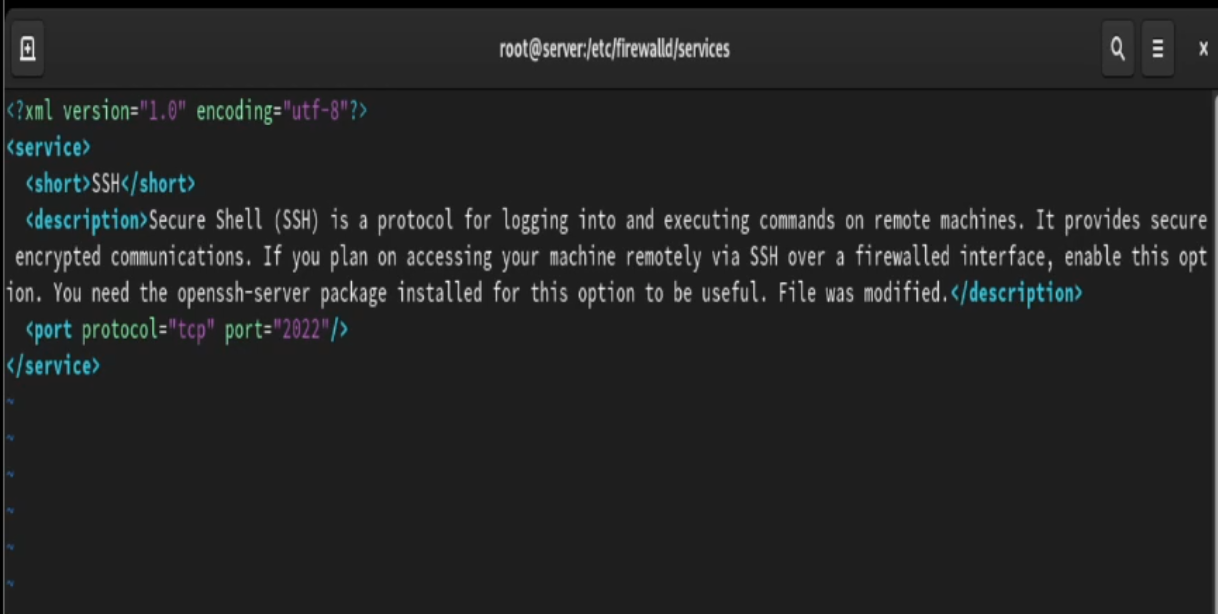 root@server:/etc/firewalld/services
<?xml version="1.0" encoding="utf-8"?>
<service>
  <short>SSH</short>
  <description>Secure Shell (SSH) is a protocol for logging into and executing commands on remote machines. It provides secure
 encrypted communications. If you plan on accessing your machine remotely via SSH over a firewalled interface, enable this opt
ion. You need the openssh-server package installed for this option to be useful. File was modified.</description>
  <port protocol="tcp" port="2022"/>
</service>
~
~
~
~
~
~